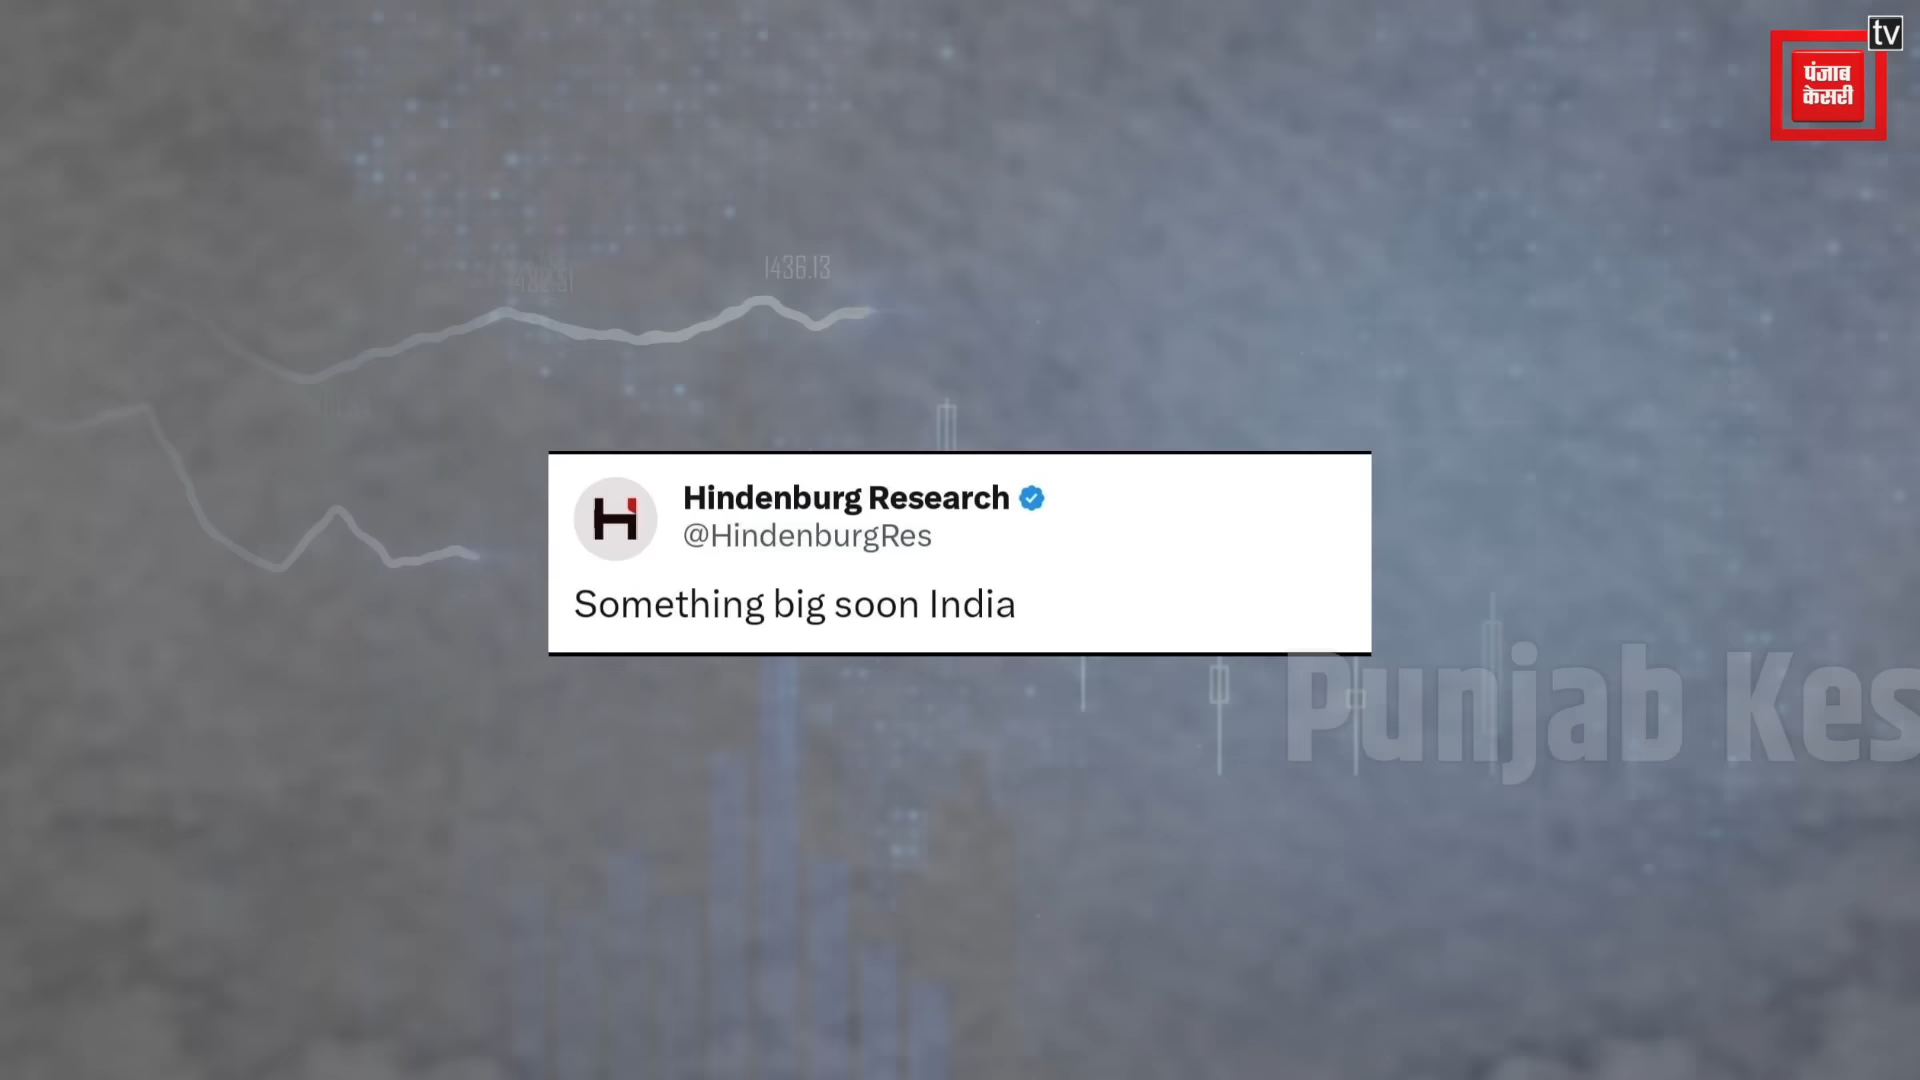 tv
पंजाब
केसरी
1436.13
Hindenburg Research
@HindenburgRes
Something big soon India
Punjab Kes